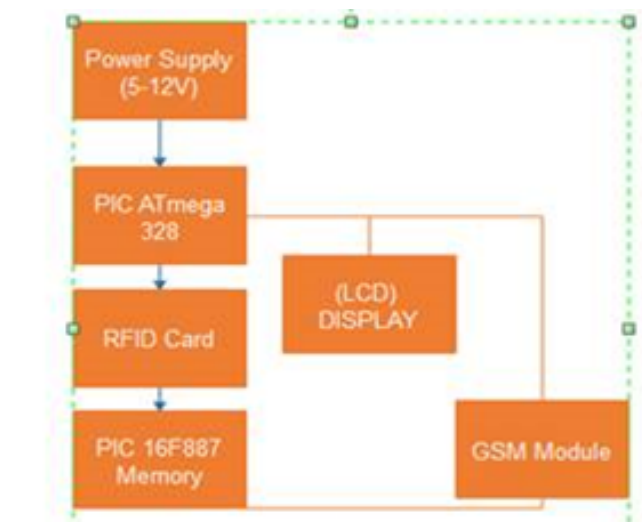 Power Supply
(5-12V)
PIC ATmega
328
(LCD)
DISPLAY
RFID Card
PIC 16F887
Memory
GSM Module